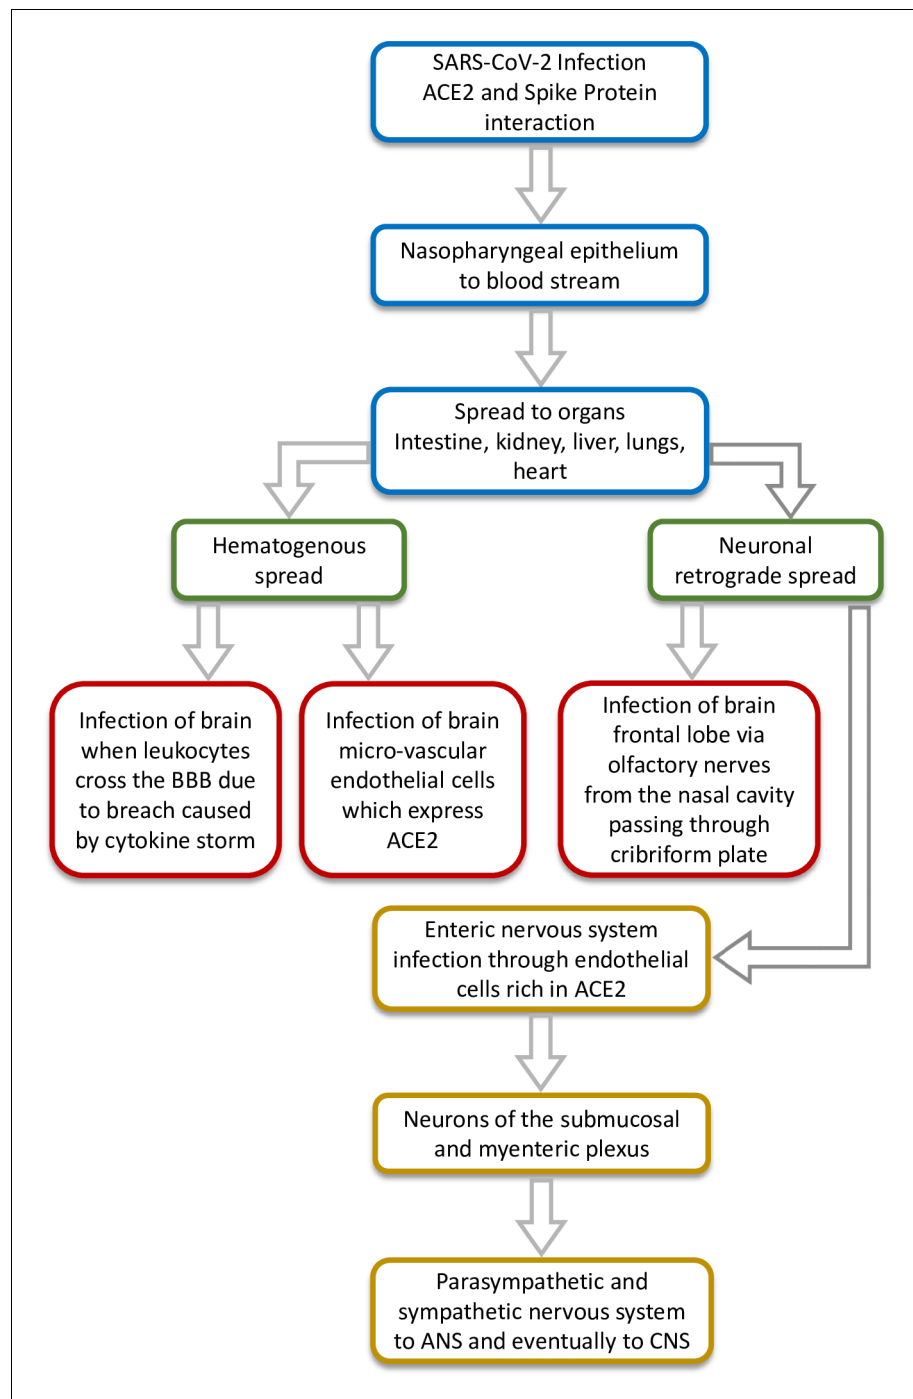 SARS-CoV-2 Infection
ACE2 and Spike Protein
interaction
Nasopharyngeal epithelium
to blood stream
Spread to organs
Intestine, kidney, liver, lungs,
heart
Hematogenous
spread
Neuronal
retrograde spread
Infection of brain
when leukocytes
cross the BBB due
to breach caused
by cytokine storm
Infection of brain
micro-vascular
endothelial cells
which express
ACE2
Infection of brain
frontal lobe via
olfactory nerves
from the nasal cavity
passing through
cribriform plate
Enteric nervous system
infection through endothelial
cells rich in ACE2
Neurons of the submucosal
and myenteric plexus
Parasympathetic and
sympathetic nervous system
to ANS and eventually to CNS